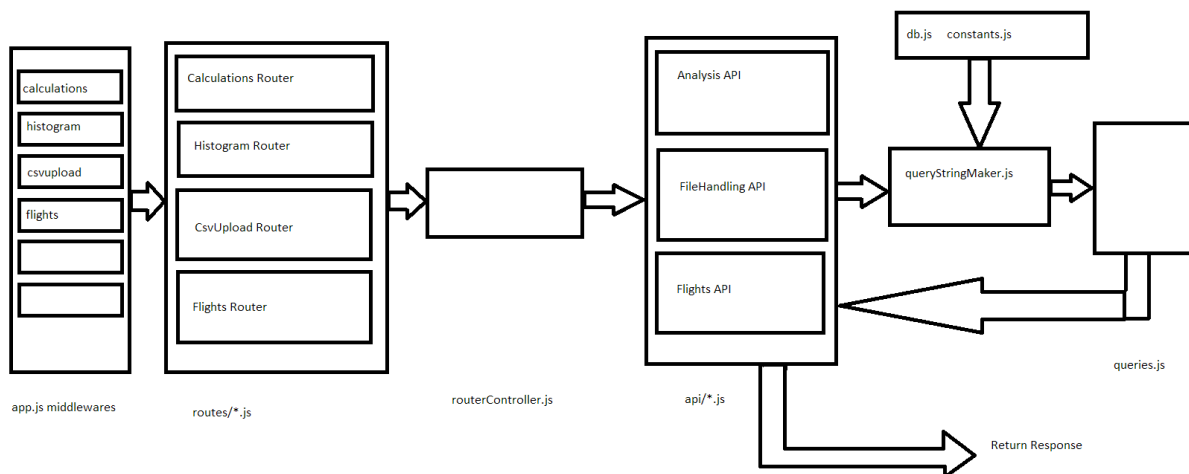 calculations
histogram
csvupload
flights
app.js middlewares
Calculations Router
Histogram Router
CsvUpload Router
Flights Router
routes/*.js
routerController.js
Analysis API
FileHandling API
Flights API
api/*.js
db.js constants.js
queryStringMaker.js
queries.js
Return Response